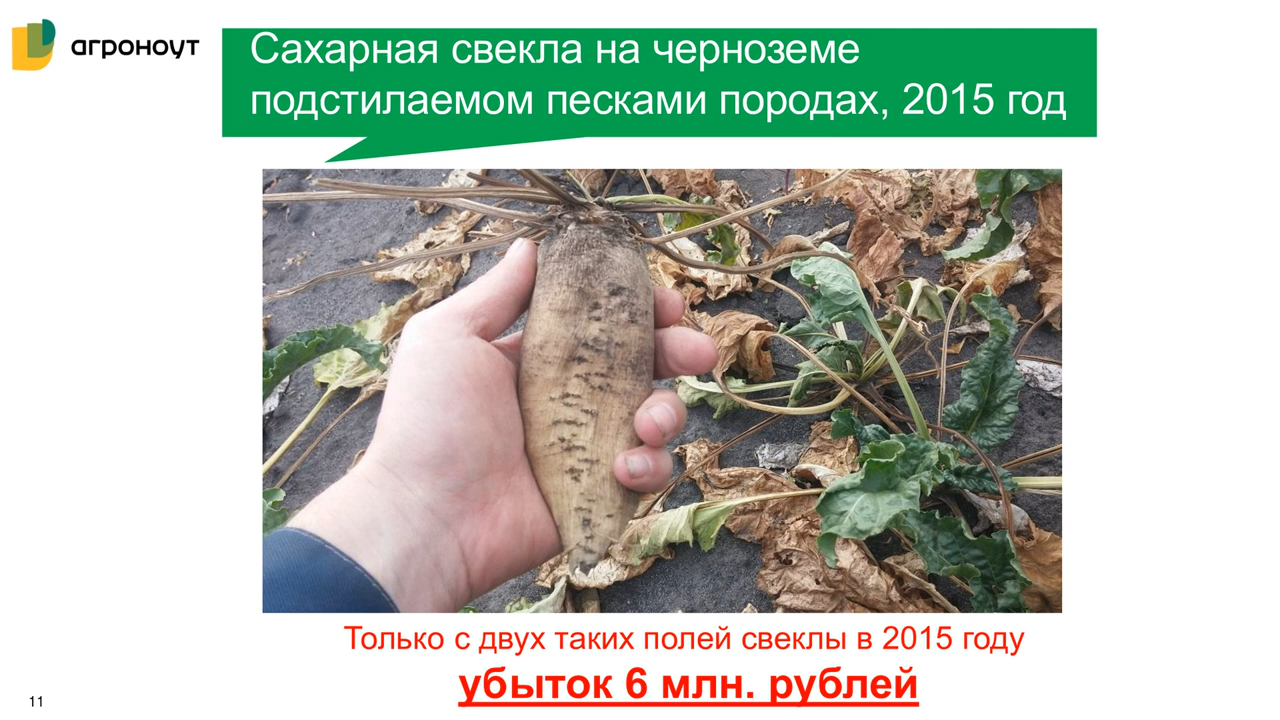 агроноут
Сахарная свекла на черноземе
подстилаемом песками породах, 2015 год
Только с двух таких полей свеклы в 2015 году
убыток 6 млн. рублей
11